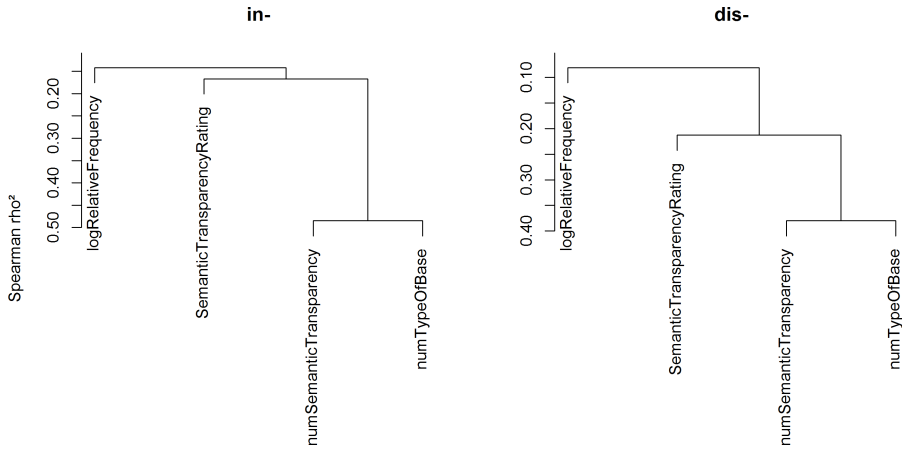 in-
Spearman rho²
0.20
0.30
0.40
0.50
logRelativeFrequency
SemanticTransparencyRating
numSemanticTransparency
numTypeOfBase
dis-
0.10
0.20
0.30
0.40
logRelativeFrequency
SemanticTransparencyRating
numSemanticTransparency
numTypeOfBase